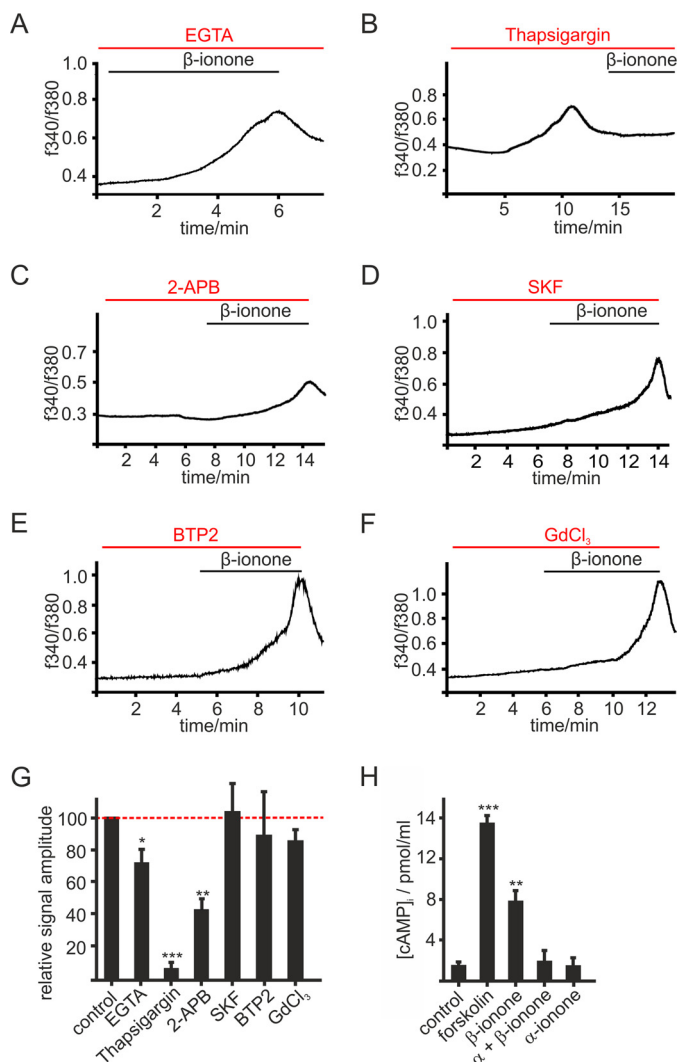 A
EGTA
β-ionone
1.0
0.8
0.6
0.4
f340/f380
2 4 6
time/min
B
Thapsigargin
β-ionone
0.8
0.6
0.4
0.2
f340/f380
5 10 15
time/min
C
2-APB
β-ionone
0.7
0.5
0.3
f340/f380
2 4 6 8 10 12 14
time/min
D
SKF
β-ionone
1.0
0.8
0.6
0.4
f340/f380
2 4 6 8 10 12 14
time/min
E
BTP2
β-ionone
1.0
0.8
0.6
0.4
f340/f380
2 4 6 8 10
time/min
F
GdCl₃
β-ionone
1.0
0.8
0.6
0.4
f340/f380
2 4 6 8 10 12
time/min
G
100
80
60
40
20
relative signal amplitude
*
***
**
control
EGTA
Thapsigargin
2-APB
SKF
BTP2
GdCl₃
H
14
12
8
4
[cAMP]ᵢ / pmol/ml
***
**
control
forskolin
β-ionone
α + β-ionone
α-ionone